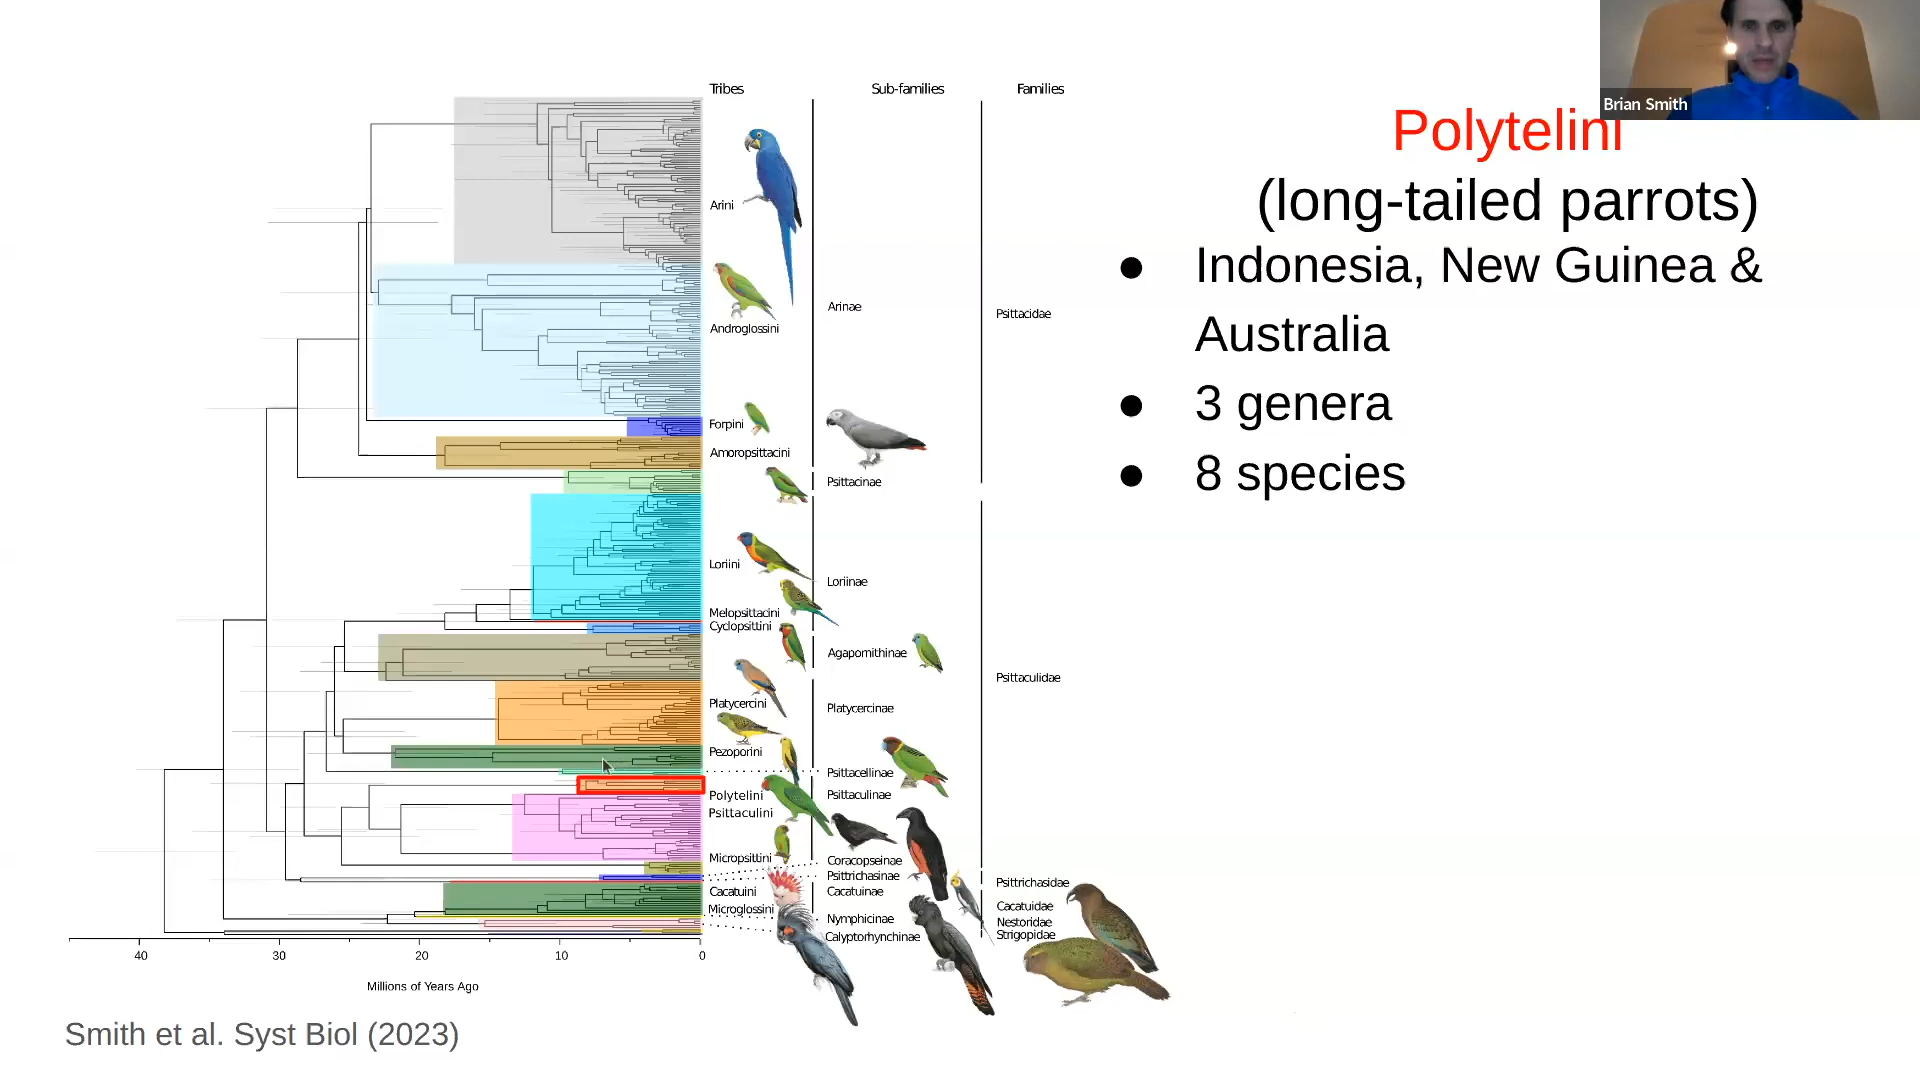 Brian Smith
Tribes
Sub-families
Families
Polytelini
(long-tailed parrots)
● Indonesia, New Guinea &
Australia
● 3 genera
● 8 species
Arini
Arinae
Psittacidae
Androglossini
Forpini
Amoropsittacini
Psittacinae
Loriini
Loriinae
Melopsittacini
Cyclopsittini
Agapornithinae
Psittaculidae
Platycercini
Platycercinae
Pezoporini
Psittacellinae
Polytelini
Psittaculinae
Psittaculini
Micropsittini
Coracopseinae
Psittrichasinae
Psittrichasidae
Cacatuini
Cacatuinae
Cacatuidae
Microglossini
Nymphicinae
Nestoridae
Calyptorhynchinae
Strigopidae
40 30 20 10 0
Millions of Years Ago
Smith et al. Syst Biol (2023)